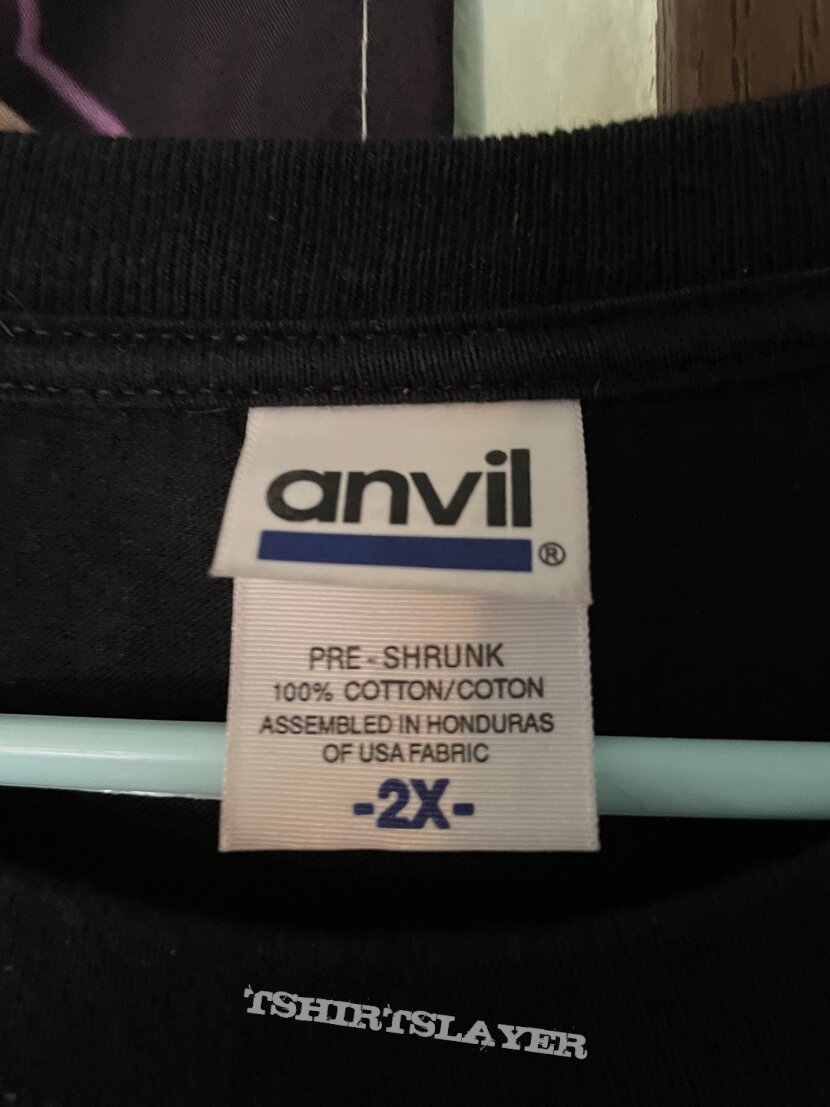 anvil
®
PRE-SHRUNK
100% COTTON/COTON
ASSEMBLED IN HONDURAS
OF USA FABRIC
-2X-
TSHIRTSLAYER